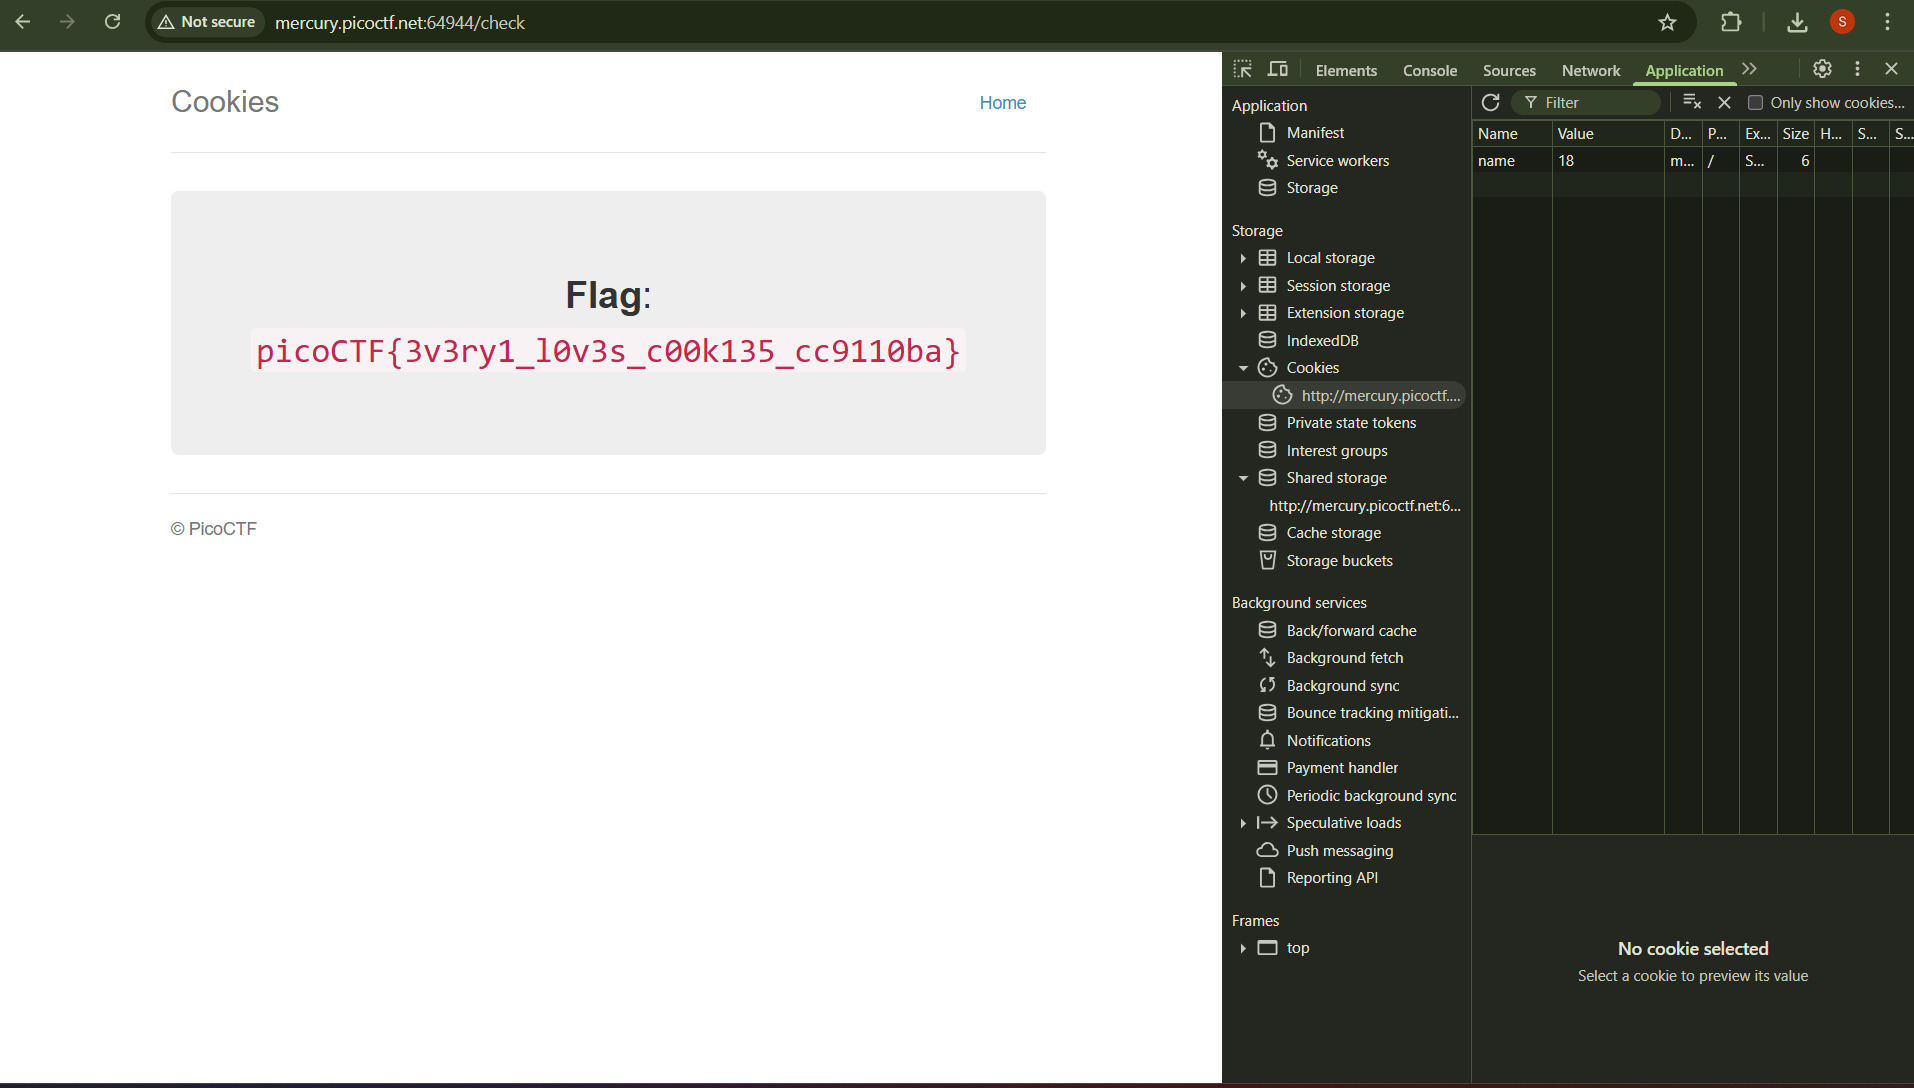 Not secure mercury.picoctf.net:64944/check S
Cookies Home
Flag:
picoCTF{3v3ry1_l0v3s_c00k135_cc9110ba}
© PicoCTF
Elements Console Sources Network Application
Application
Manifest
Service workers
Storage
Storage
Local storage
Session storage
Extension storage
IndexedDB
Cookies
http://mercury.picoctf....
Private state tokens
Interest groups
Shared storage
http://mercury.picoctf.net:6...
Cache storage
Storage buckets
Background services
Back/forward cache
Background fetch
Background sync
Bounce tracking mitigati...
Notifications
Payment handler
Periodic background sync
Speculative loads
Push messaging
Reporting API
Frames
top
Filter Only show cookies...
Name Value D... P... Ex... Size H... S... S...
name 18 m... / S... 6
No cookie selected
Select a cookie to preview its value